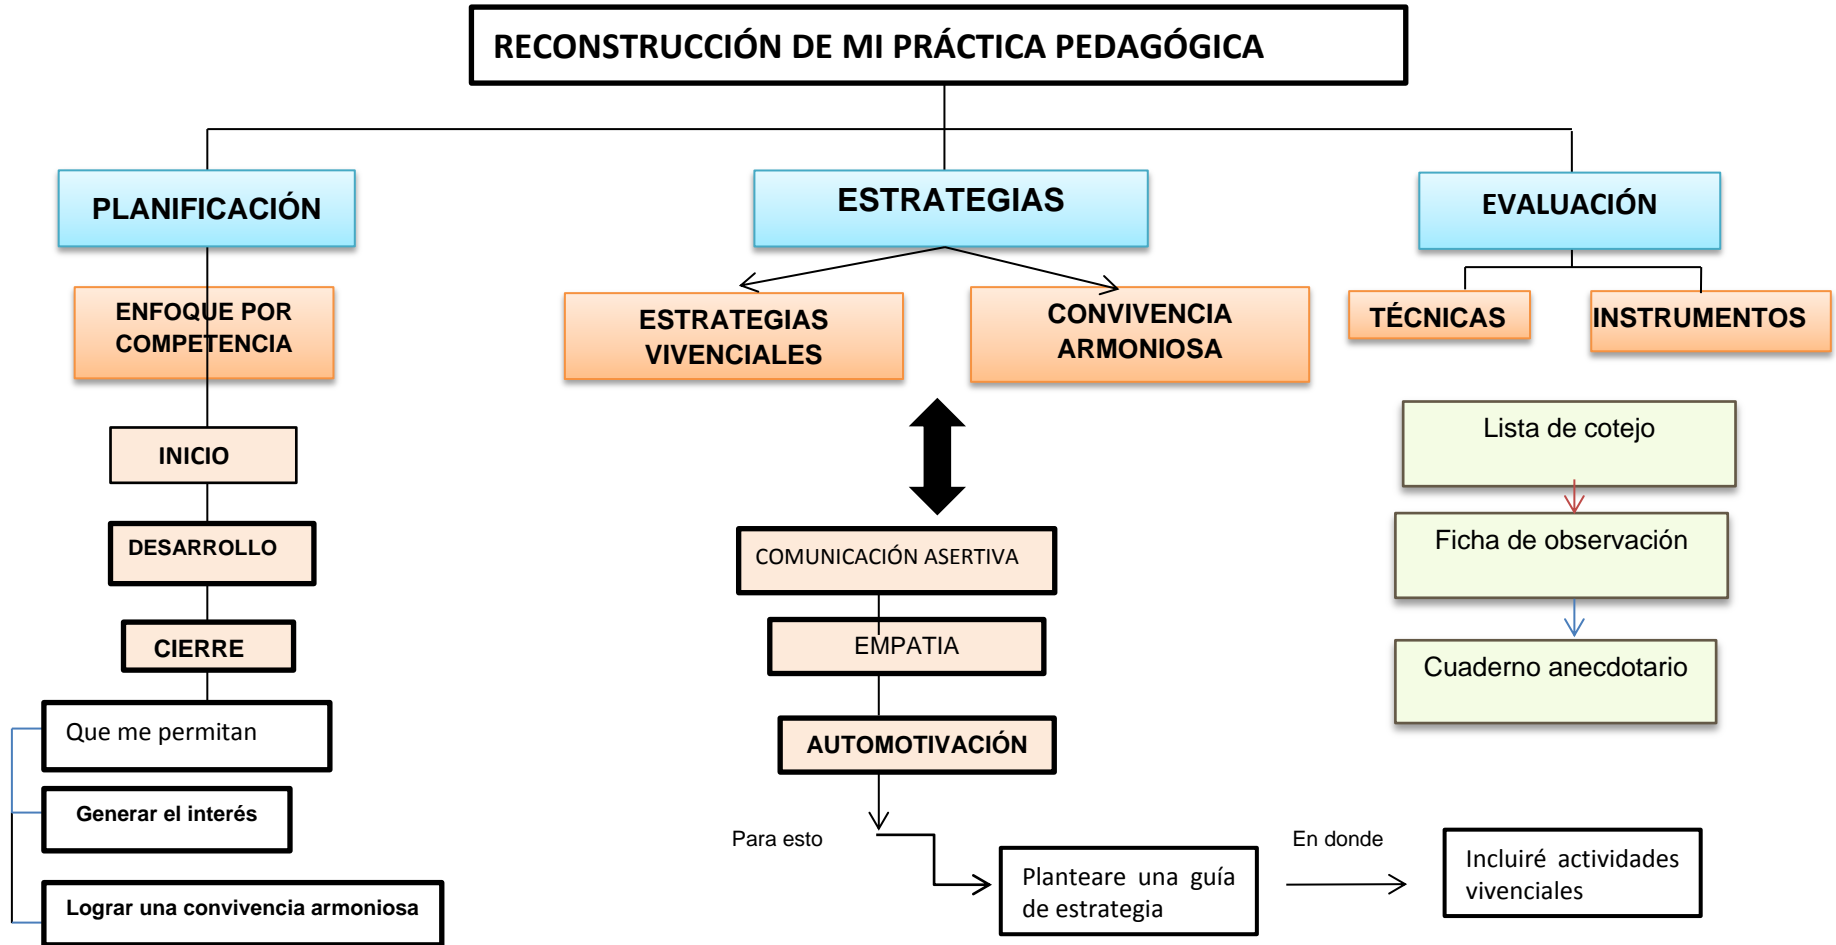 RECONSTRUCCIÓN DE MI PRÁCTICA PEDAGÓGICA
PLANIFICACIÓN
ESTRATEGIAS
EVALUACIÓN
ENFOQUE POR
COMPETENCIA
ESTRATEGIAS
VIVENCIALES
CONVIVENCIA
ARMONIOSA
TÉCNICAS
INSTRUMENTOS
INICIO
DESARROLLO
CIERRE
Que me permitan
Generar el interés
Lograr una convivencia armoniosa
COMUNICACIÓN ASERTIVA
EMPATIA
AUTOMOTIVACIÓN
Para esto
Planteare una guía
de estrategia
En donde
Incluiré actividades
vivenciales
Lista de cotejo
Ficha de observación
Cuaderno anecdotario